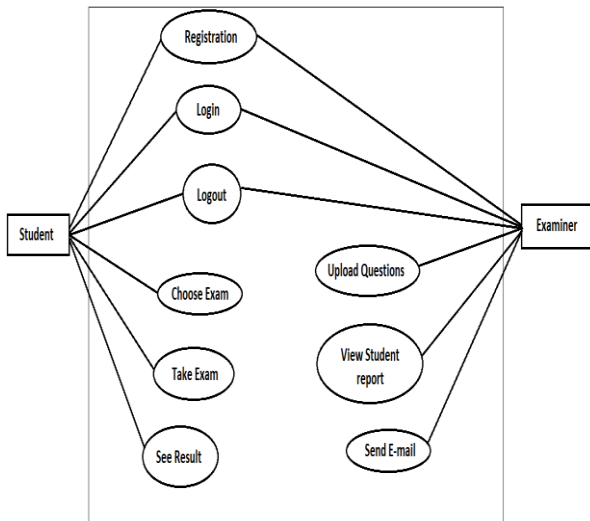 Registration
Login
Logout
Student
Examiner
Upload Questions
Choose Exam
View Student
report
Take Exam
See Result
Send E-mail